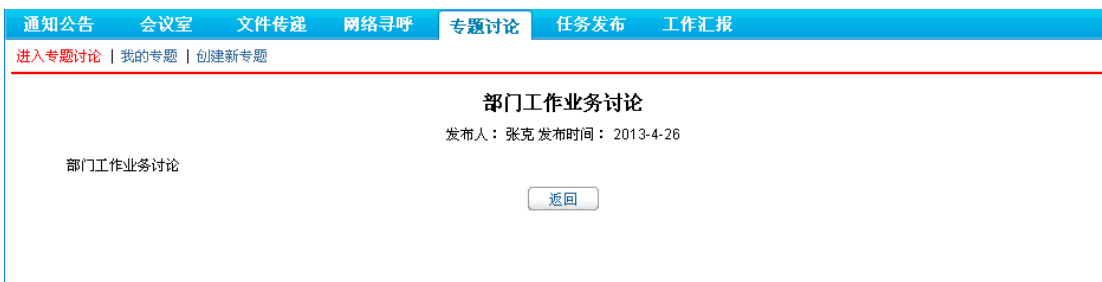 通知公告 会议室 文件传递 网络寻呼 专题讨论 任务发布 工作汇报
进入专题讨论 | 我的专题 | 创建新专题
部门工作业务讨论
发布人： 张克 发布时间： 2013-4-26
部门工作业务讨论
返回